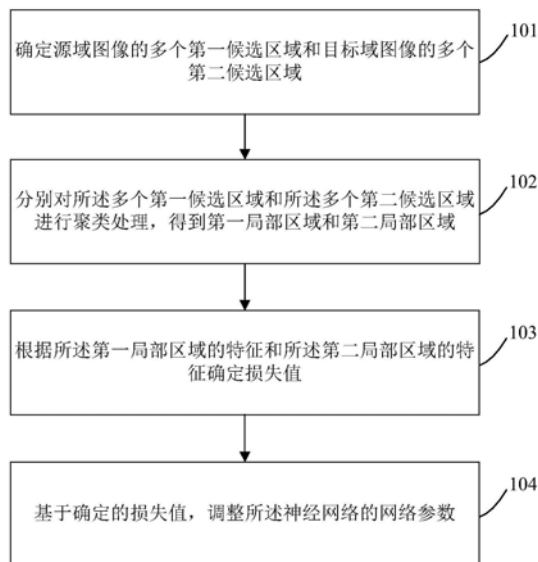 确定源域图像的多个第一候选区域和目标域图像的多个
第二候选区域
101
分别对所述多个第一候选区域和所述多个第二候选区域
进行聚类处理，得到第一局部区域和第二局部区域
102
根据所述第一局部区域的特征和所述第二局部区域的特
征确定损失值
103
基于确定的损失值，调整所述神经网络的网络参数
104